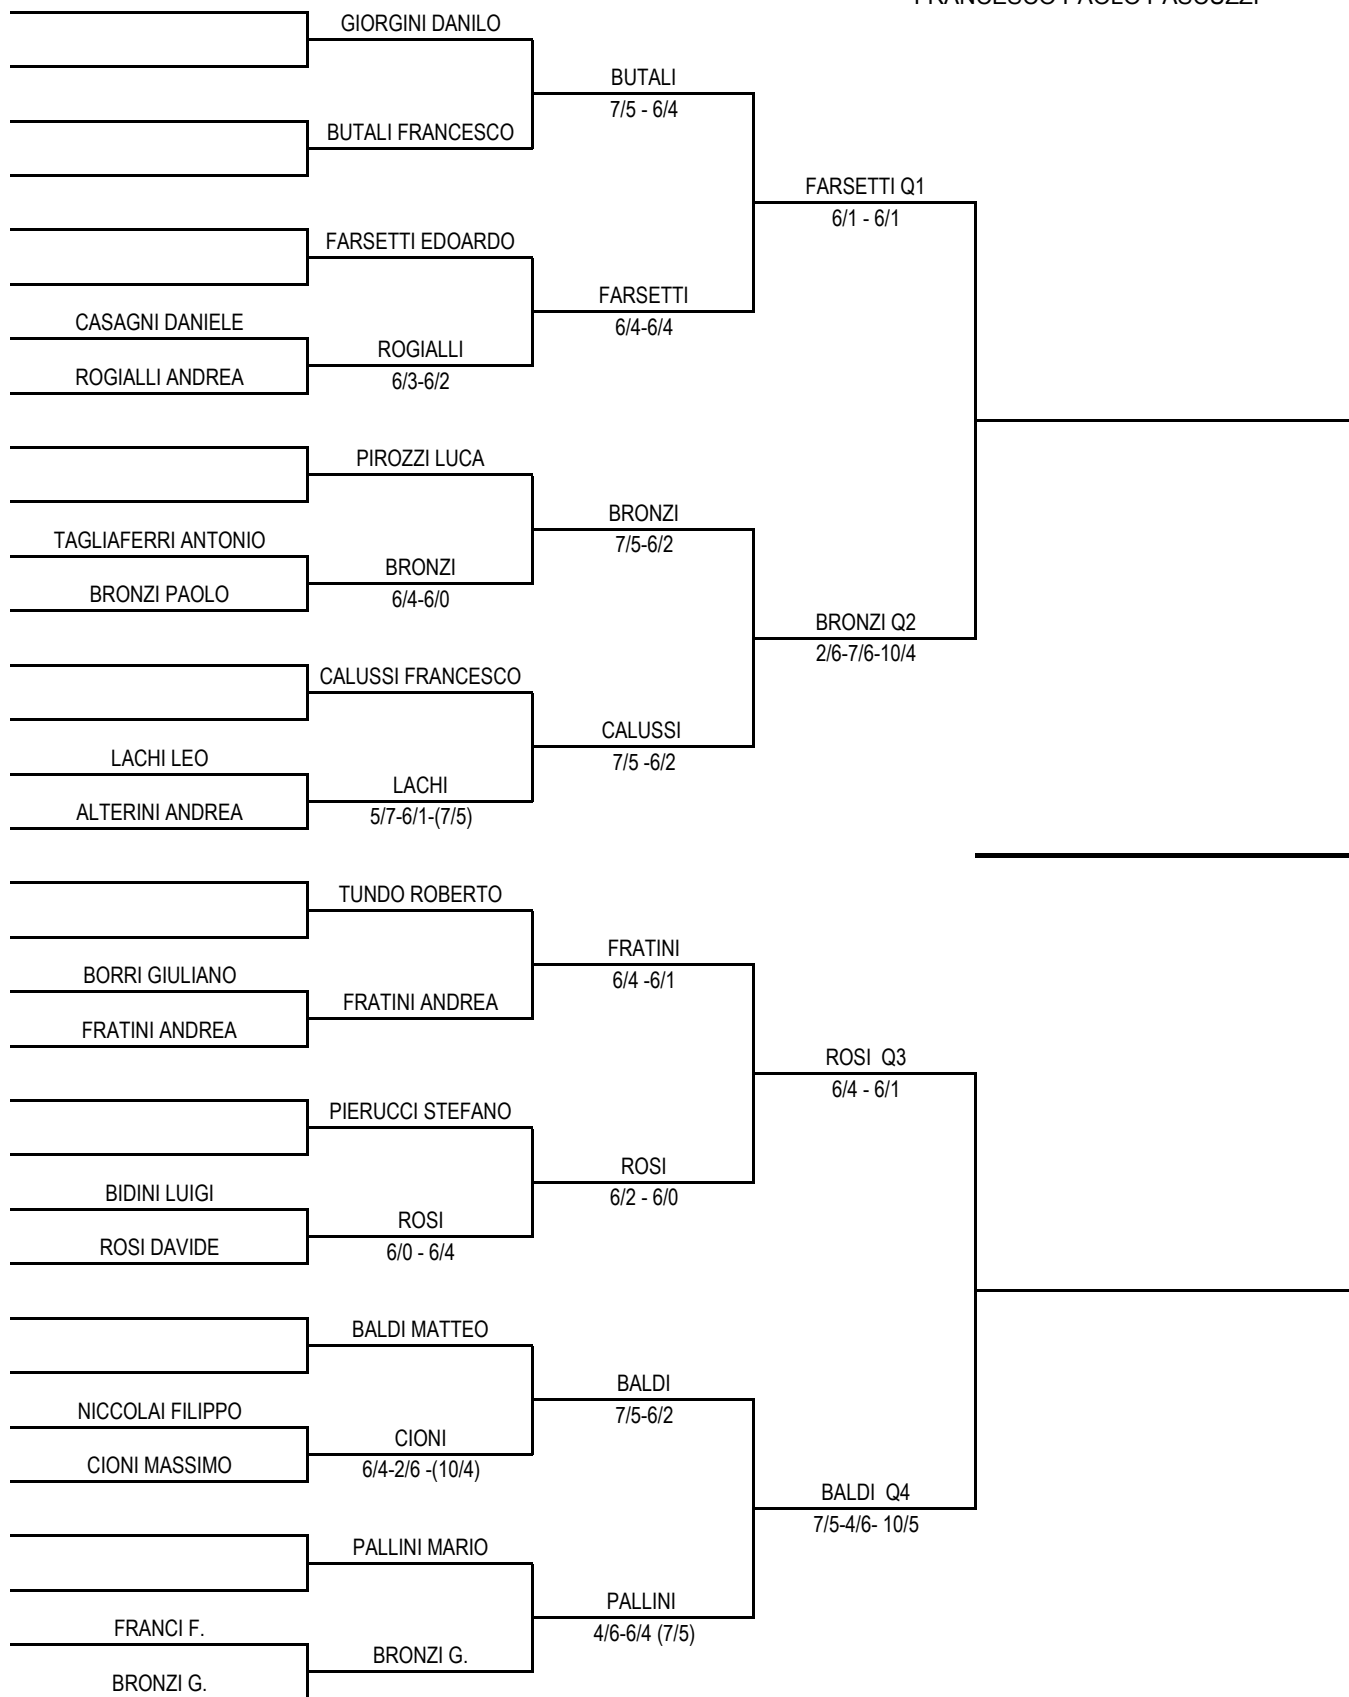 FRANCESCO PAOLO PASCUZZI
GIORGINI DANILO
BUTALI
7/5 - 6/4
BUTALI FRANCESCO
FARSETTI Q1
6/1 - 6/1
FARSETTI EDOARDO
FARSETTI
6/4-6/4
CASAGNI DANIELE
ROGIALLI
6/3-6/2
ROGIALLI ANDREA
PIROZZI LUCA
BRONZI
7/5-6/2
TAGLIAFERRI ANTONIO
BRONZI
6/4-6/0
BRONZI PAOLO
BRONZI Q2
2/6-7/6-10/4
CALUSSI FRANCESCO
CALUSSI
7/5 -6/2
LACHI LEO
LACHI
5/7-6/1-(7/5)
ALTERINI ANDREA
TUNDO ROBERTO
FRATINI
6/4 -6/1
BORRI GIULIANO
FRATINI ANDREA
FRATINI ANDREA
ROSI  Q3
6/4 - 6/1
PIERUCCI STEFANO
ROSI
6/2 - 6/0
BIDINI LUIGI
ROSI
6/0 - 6/4
ROSI DAVIDE
BALDI MATTEO
BALDI
7/5-6/2
NICCOLAI FILIPPO
CIONI
6/4-2/6 -(10/4)
CIONI MASSIMO
BALDI  Q4
7/5-4/6- 10/5
PALLINI MARIO
PALLINI
4/6-6/4 (7/5)
FRANCI F.
BRONZI G.
BRONZI G.